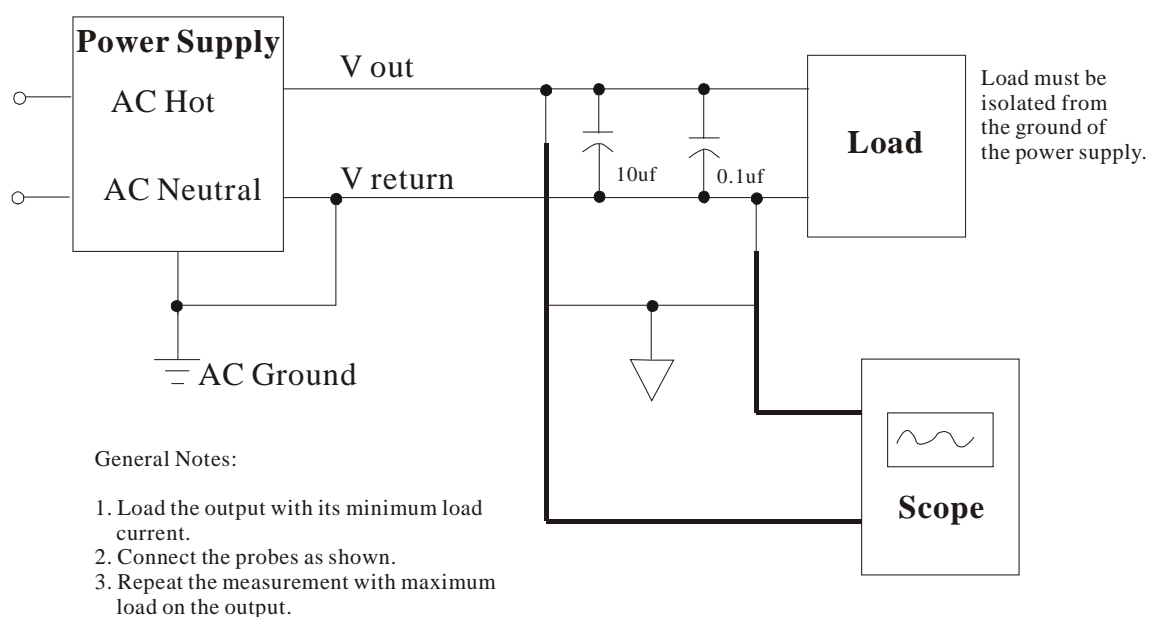 Power Supply
AC Hot
AC Neutral
V out
V return
10uf
0.1uf
Load
Load must be
isolated from
the ground of
the power supply.
AC Ground
Scope
General Notes:
1. Load the output with its minimum load
current.
2. Connect the probes as shown.
3. Repeat the measurement with maximum
load on the output.